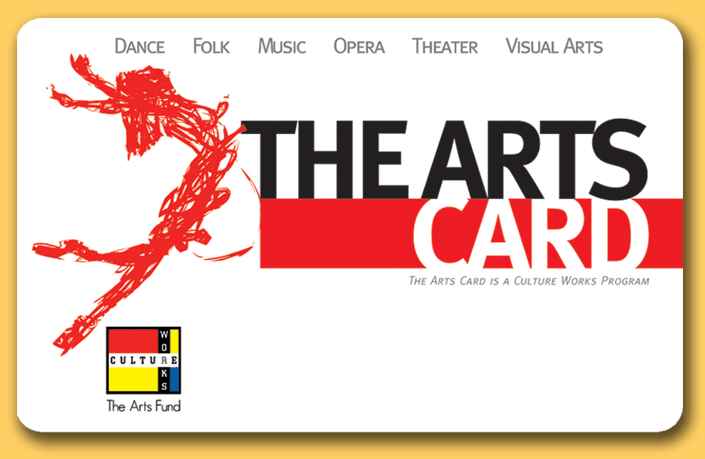 Dance Folk Music Opera Theater Visual Arts
THE ARTS
CARD
The Arts Card is a Culture Works Program
WORKS
CULTURE
The Arts Fund